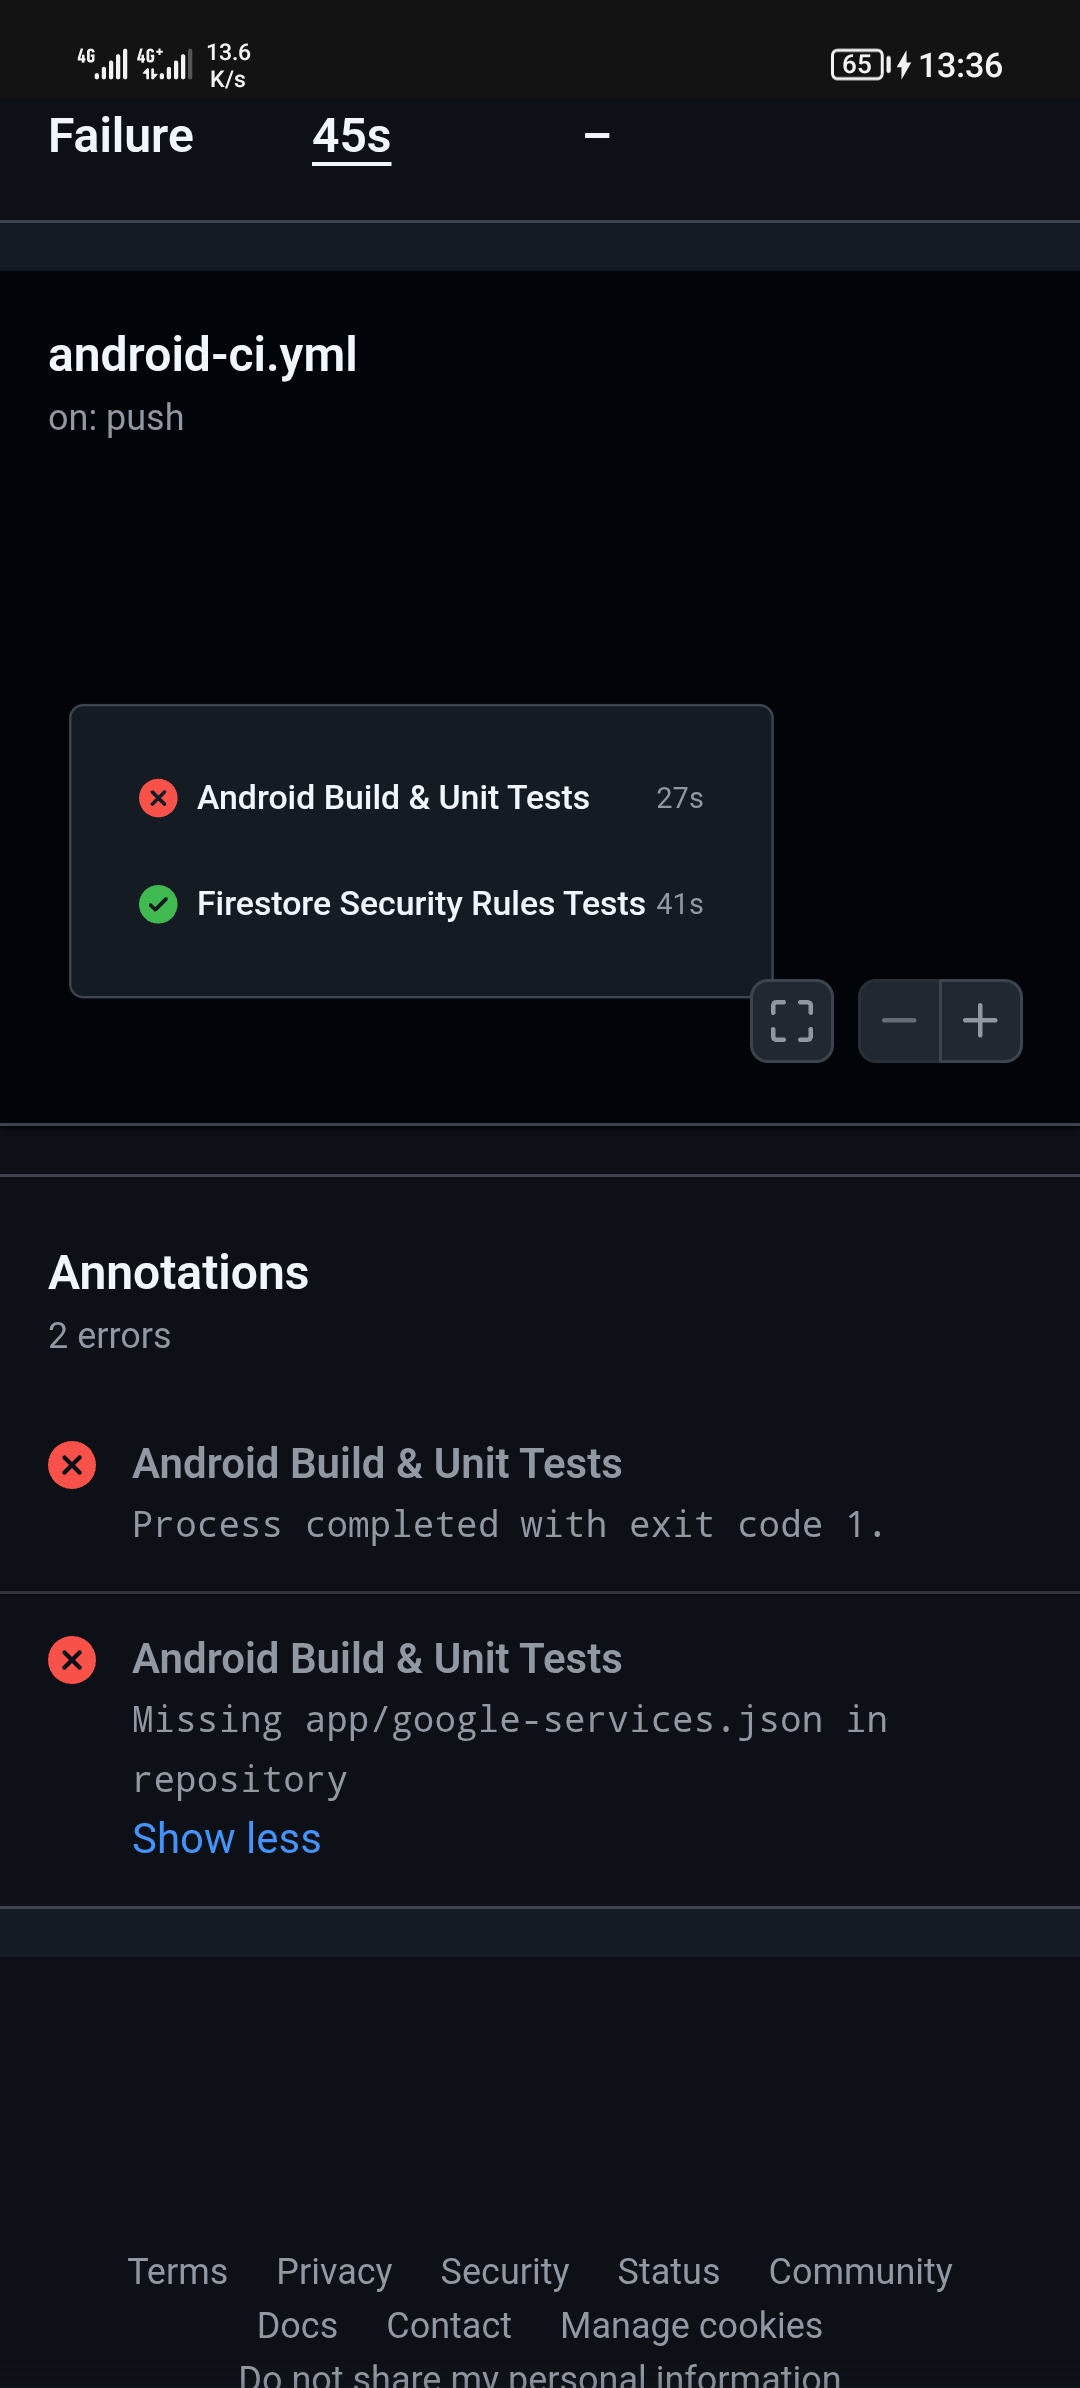 4G 4G+ 13.6 K/s 65 13:36
Failure 45s –
android-ci.yml
on: push
Android Build & Unit Tests 27s
Firestore Security Rules Tests 41s
Annotations
2 errors
Android Build & Unit Tests
Process completed with exit code 1.
Android Build & Unit Tests
Missing app/google-services.json in
repository
Show less
Terms Privacy Security Status Community
Docs Contact Manage cookies
Do not share my personal information